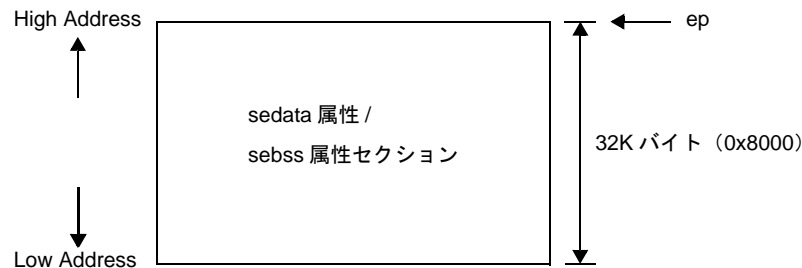 High Address
ep
sedata 属性 /
sebss 属性セクション
32K バイト（0x8000）
Low Address